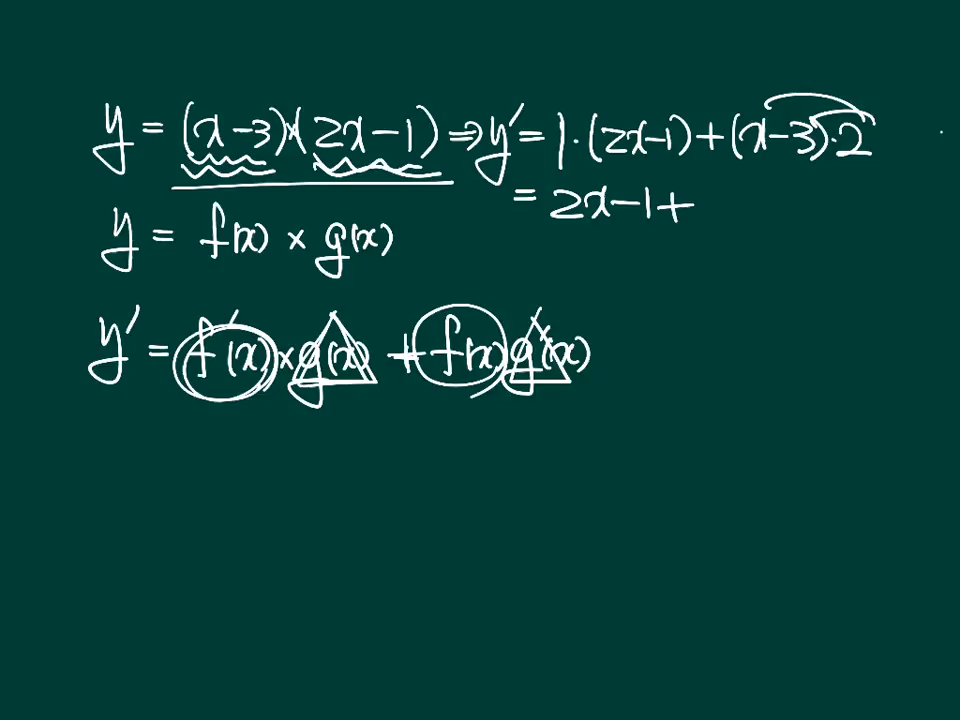 y = (x-3)×(2x-1) ⇒ y' = 1·(2x-1)+(x-3)·2
= 2x-1+
y = f(x) × g(x)
y' = f'(x) × g(x) + f(x) g'(x)